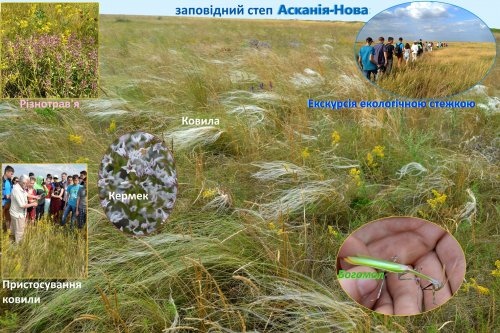 заповідний степ Асканія-Нова
Різнотрав`я
Екскурсія екологічною стежкою
Ковила
Кермек
Богомол
Пристосування
ковили